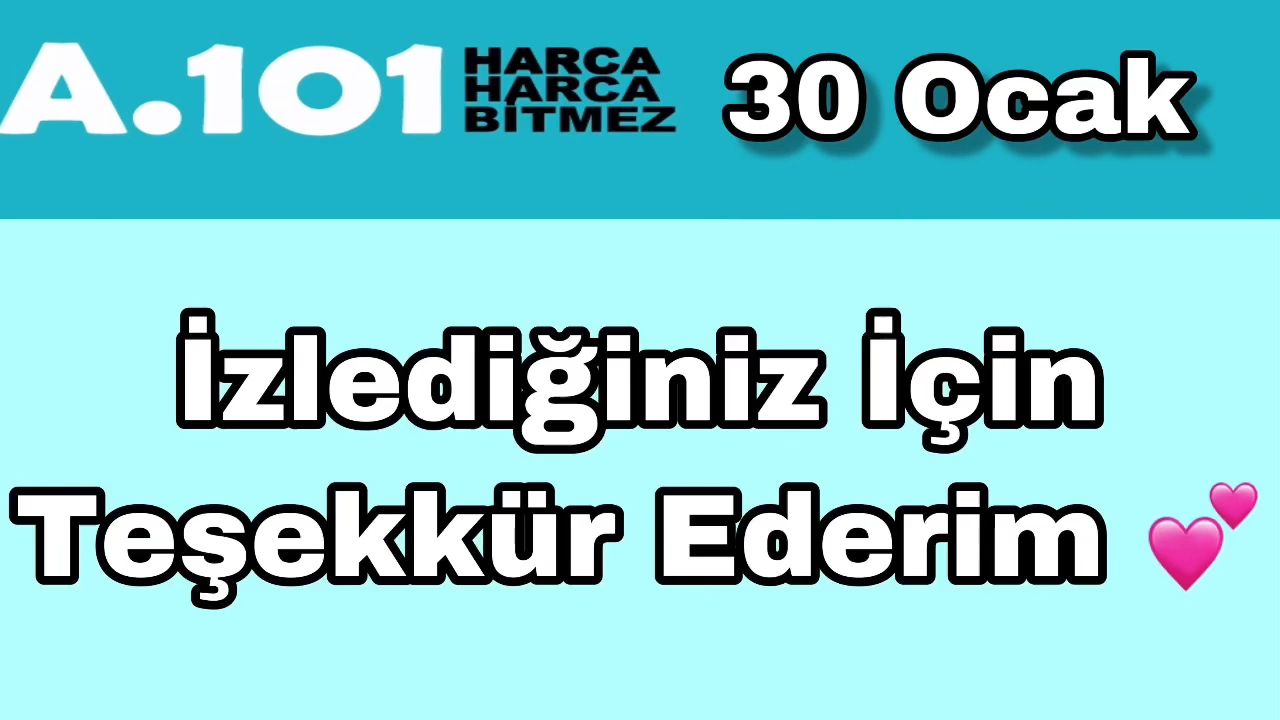 A.101 HARCA HARCA BİTMEZ 30 Ocak
İzlediğiniz İçin
Teşekkür Ederim 💕